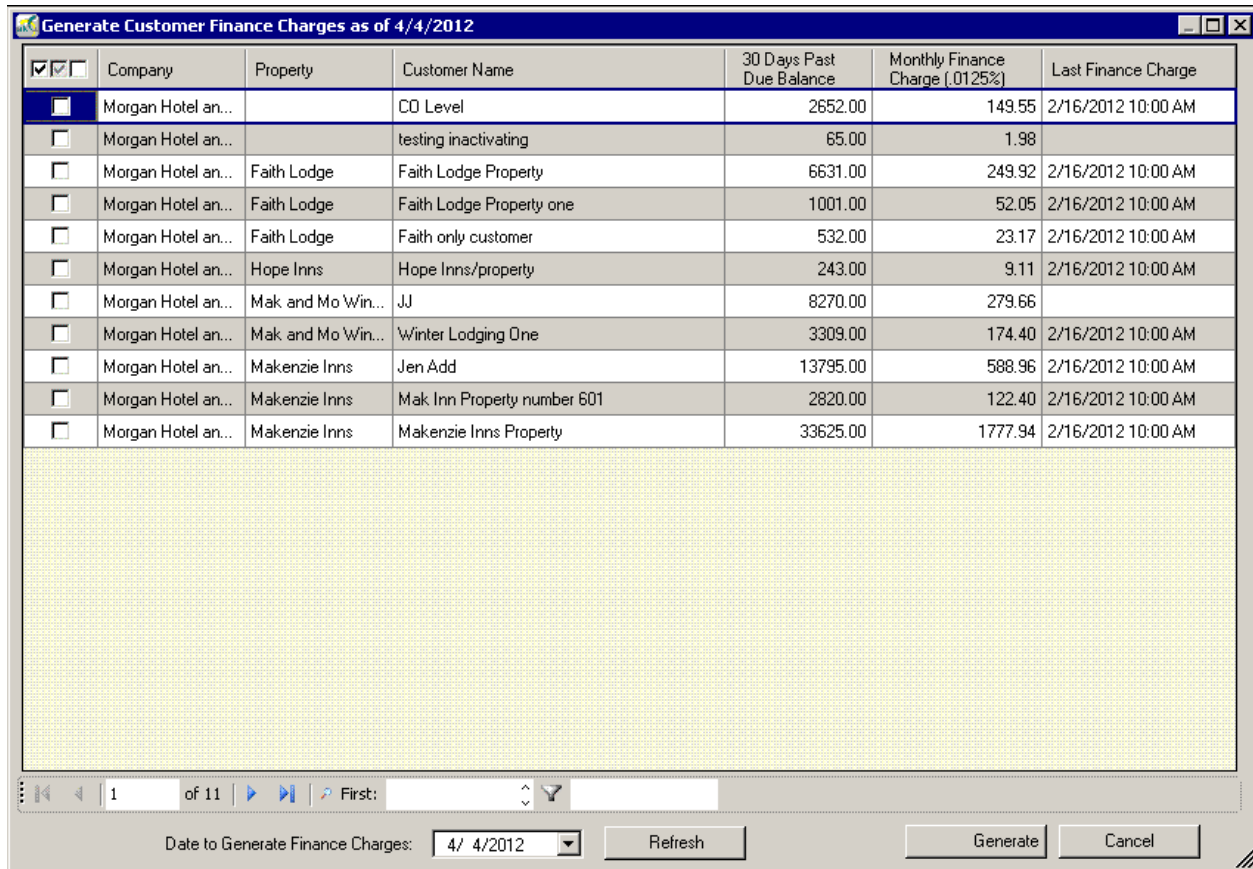 Generate Customer Finance Charges as of 4/4/2012
Company Property Customer Name 30 Days Past Due Balance Monthly Finance Charge (.0125%) Last Finance Charge
Morgan Hotel an... CO Level 2652.00 149.55 2/16/2012 10:00 AM
Morgan Hotel an... testing inactivating 65.00 1.98
Morgan Hotel an... Faith Lodge Faith Lodge Property 6631.00 249.92 2/16/2012 10:00 AM
Morgan Hotel an... Faith Lodge Faith Lodge Property one 1001.00 52.05 2/16/2012 10:00 AM
Morgan Hotel an... Faith Lodge Faith only customer 532.00 23.17 2/16/2012 10:00 AM
Morgan Hotel an... Hope Inns Hope Inns/property 243.00 9.11 2/16/2012 10:00 AM
Morgan Hotel an... Mak and Mo Win... JJ 8270.00 279.66
Morgan Hotel an... Mak and Mo Win... Winter Lodging One 3309.00 174.40 2/16/2012 10:00 AM
Morgan Hotel an... Makenzie Inns Jen Add 13795.00 588.96 2/16/2012 10:00 AM
Morgan Hotel an... Makenzie Inns Mak Inn Property number 601 2820.00 122.40 2/16/2012 10:00 AM
Morgan Hotel an... Makenzie Inns Makenzie Inns Property 33625.00 1777.94 2/16/2012 10:00 AM
1 of 11 First:
Date to Generate Finance Charges: 4/ 4/2012 Refresh Generate Cancel